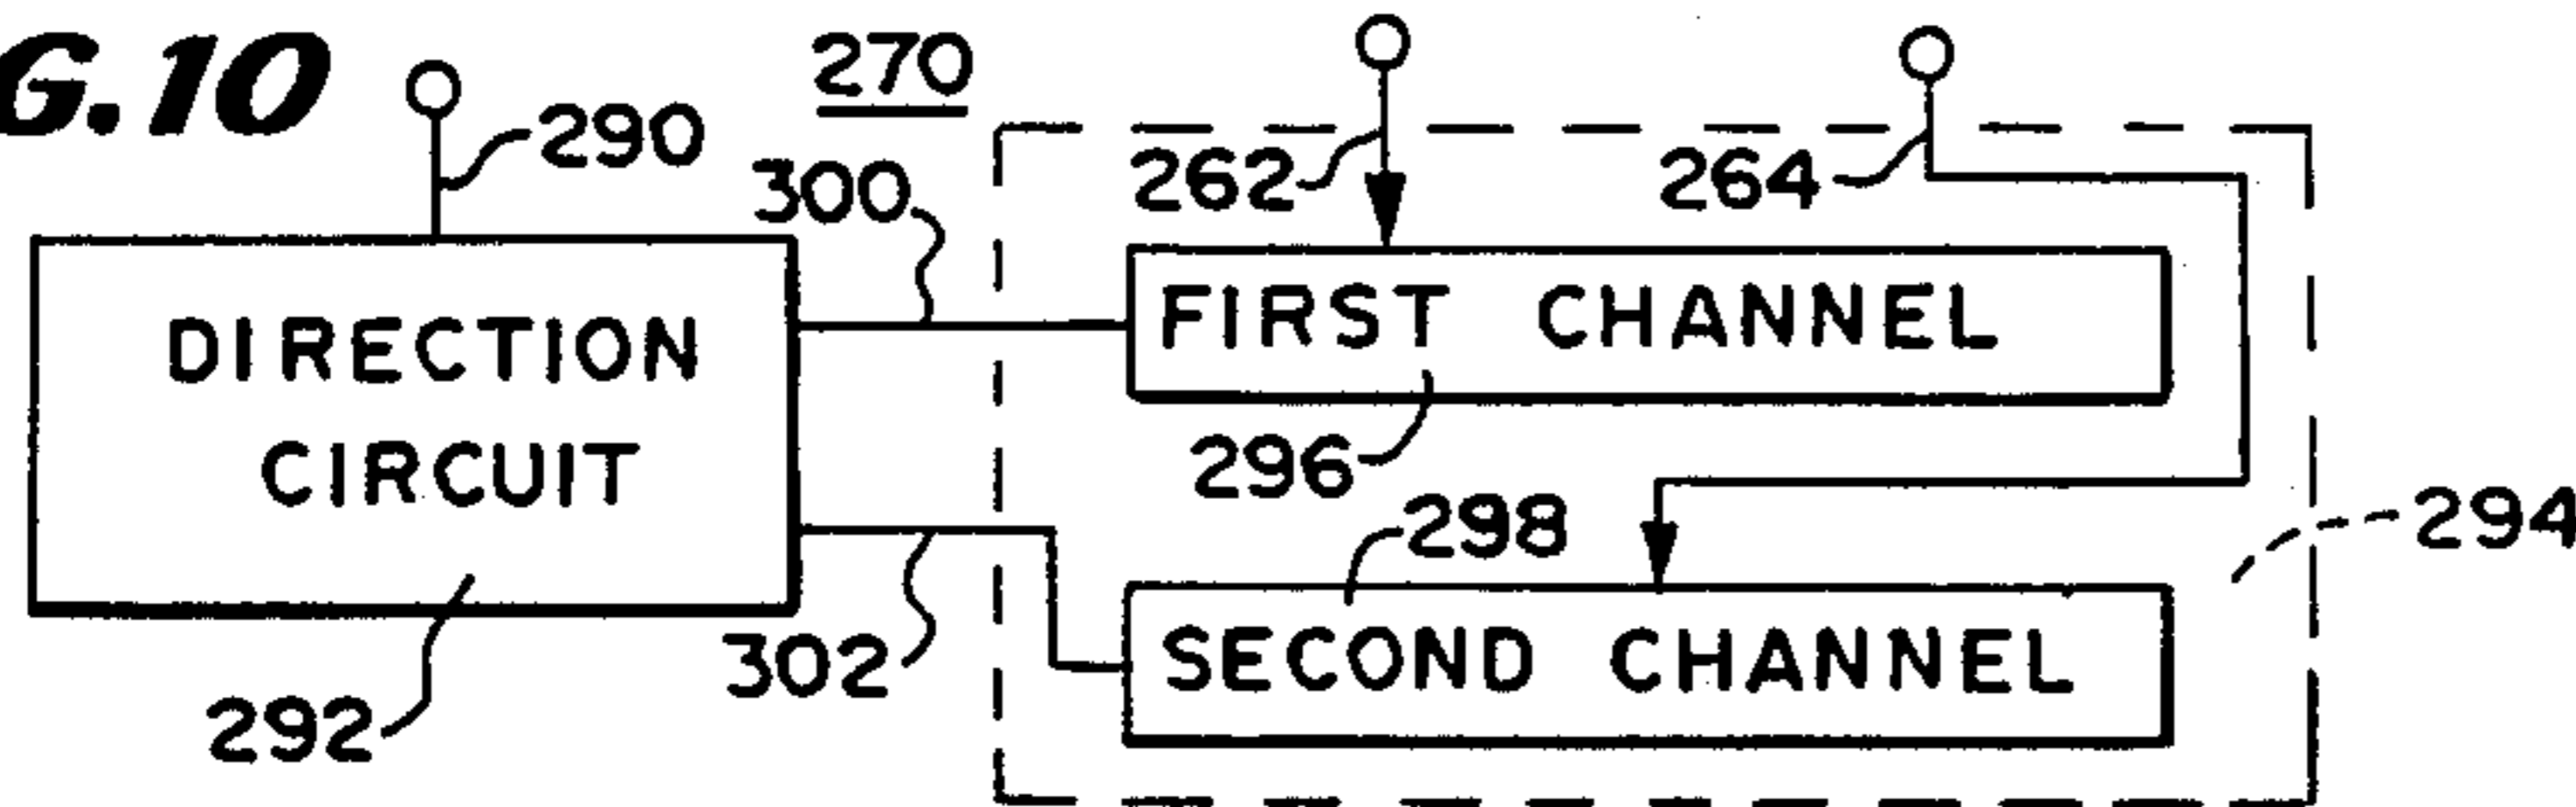 G. 10
270
290
300
262
264
DIRECTION
CIRCUIT
FIRST CHANNEL
296
298
294
302
SECOND CHANNEL
292